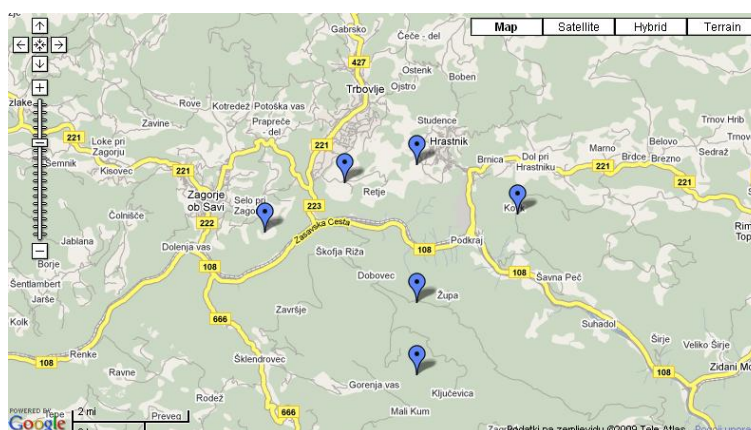 Map Satellite Hybrid Terrain
Gabrsko
Čeče - del
427
Ostenk
Boben
Trbovlje
Ojstro
Rove
Kotredež
Potoška vas
Zavine
Prapreče
- del
Studence
Trnov Hrib
221
Loke pri
Zagorju
221
Hrastnik
Marno
Belovo
Semnik
Kisovec
221
Brnica
Dol pri
Hrastniku
Brdce
Brezno
Sedraž
221
Retje
Zagorje
ob Savi
Selo pri
223
Kovk
221
Čolnišče
222
Zasavska Cesta
Jablana
Dolenja vas
Škofja Riža
108
Podkraj
Borje
108
Dobovec
108
Šavna Peč
Šentlambert
Jarše
Župa
Kolk
Završje
666
Suhadol
Širje
Veliko Širje
108
Renke
Šklendrovec
Zidani
108
Ravne
Gorenja vas
Ključevica
Rodež
666
Mali Kum
POWERED BY
Google
2 mi
Preveg
Podatki na zemljevidu ©2009 Tele Atlas